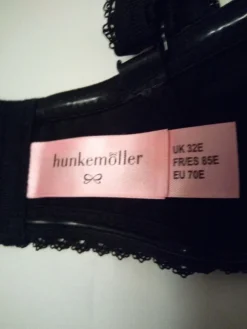 hunkemöller
UK 32E
FR/ES 85E
EU 70E